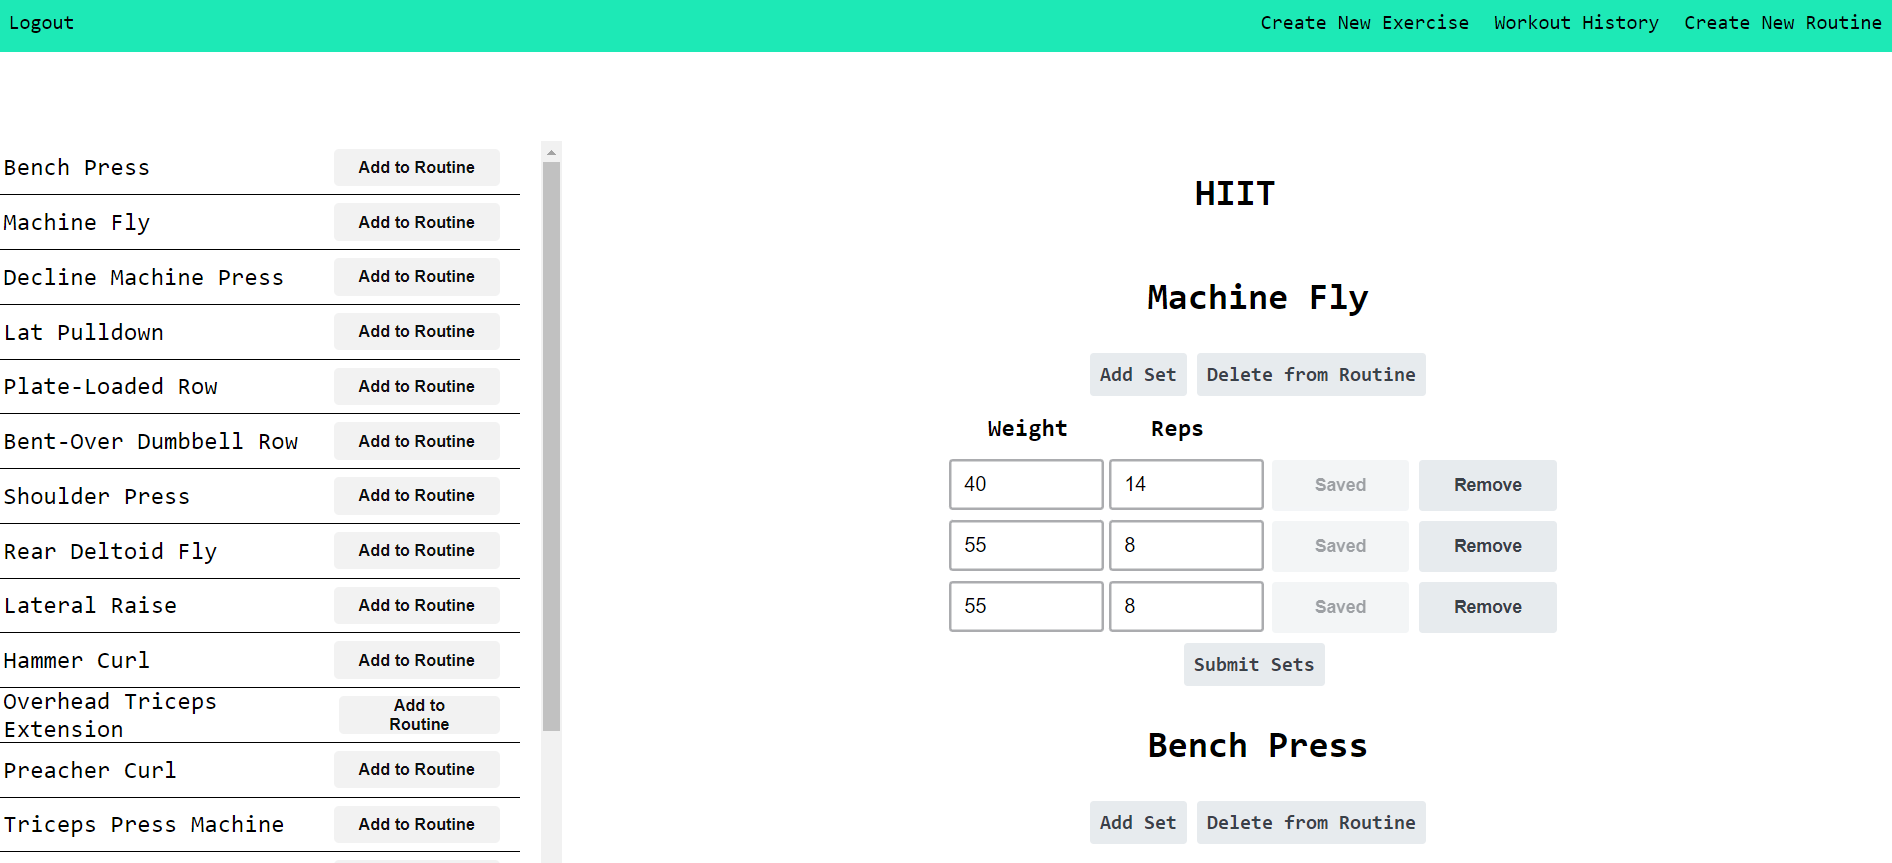 Logout Create New Exercise Workout History Create New Routine
Bench Press Add to Routine
Machine Fly Add to Routine
Decline Machine Press Add to Routine
Lat Pulldown Add to Routine
Plate-Loaded Row Add to Routine
Bent-Over Dumbbell Row Add to Routine
Shoulder Press Add to Routine
Rear Deltoid Fly Add to Routine
Lateral Raise Add to Routine
Hammer Curl Add to Routine
Overhead Triceps
Extension
Add to
Routine
Preacher Curl Add to Routine
Triceps Press Machine Add to Routine
HIIT
Machine Fly
Add Set Delete from Routine
Weight Reps
40 14 Saved Remove
55 8 Saved Remove
55 8 Saved Remove
Submit Sets
Bench Press
Add Set Delete from Routine